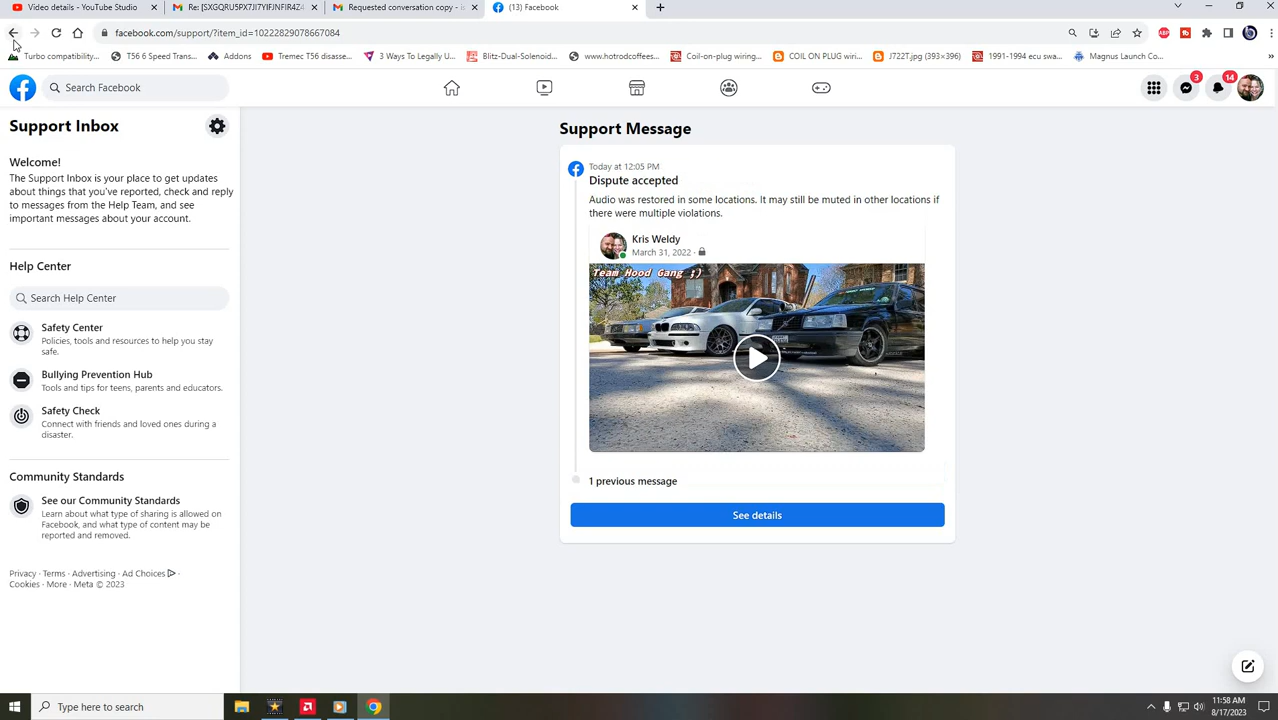 Video details - YouTube Studio
Re: [SXGQRU5PX7JI7YIFJNFIR4Z4
Requested conversation copy - is
(13) Facebook
facebook.com/support/?item_id=10222829078667084
Turbo compatibility...
T56 6 Speed Trans...
Addons
Tremec T56 disasse...
3 Ways To Legally U...
Blitz-Dual-Solenoid...
www.hotrodcoffees...
Coil-on-plug wiring...
COIL ON PLUG wiri...
J722T.jpg (393×396)
1991-1994 ecu swa...
Magnus Launch Co...
Search Facebook
3
14
Support Inbox
Welcome!
The Support Inbox is your place to get updates
about things that you've reported, check and reply
to messages from the Help Team, and see
important messages about your account.
Help Center
Search Help Center
Safety Center
Policies, tools and resources to help you stay
safe.
Bullying Prevention Hub
Tools and tips for teens, parents and educators.
Safety Check
Connect with friends and loved ones during a
disaster.
Community Standards
See our Community Standards
Learn about what type of sharing is allowed on
Facebook, and what type of content may be
reported and removed.
Privacy · Terms · Advertising · Ad Choices ·
Cookies · More · Meta © 2023
Support Message
Today at 12:05 PM
Dispute accepted
Audio was restored in some locations. It may still be muted in other locations if
there were multiple violations.
Kris Weldy
March 31, 2022 ·
Team Hood Gang ;)
1 previous message
See details
Type here to search
11:58 AM
8/17/2023